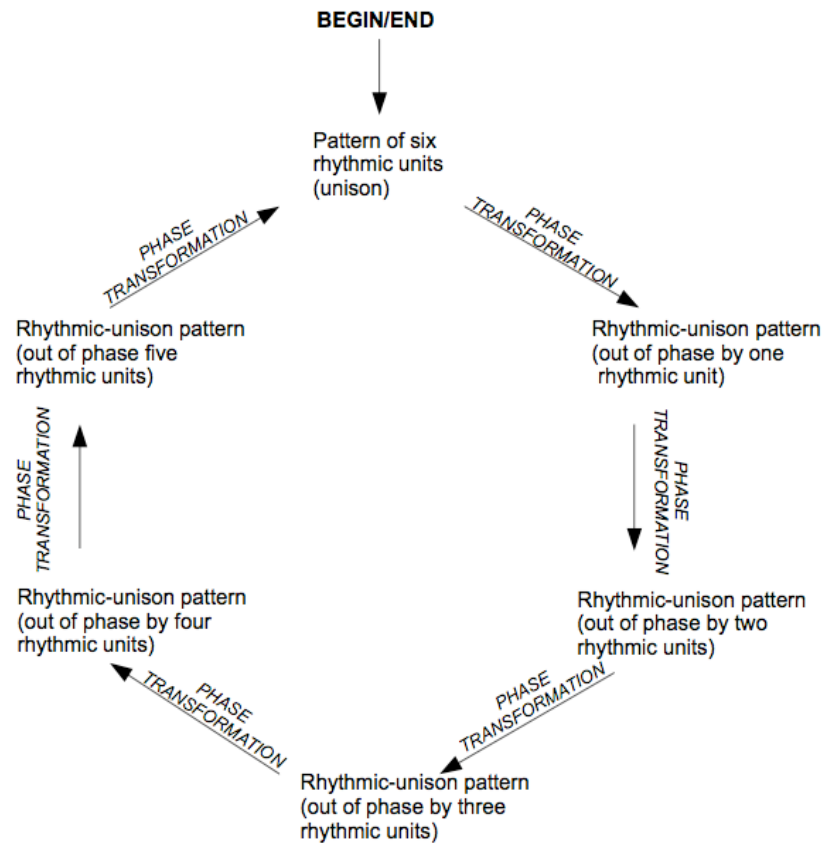 BEGIN/END
Pattern of six
rhythmic units
(unison)
PHASE
TRANSFORMATION
Rhythmic-unison pattern
(out of phase by one
rhythmic unit)
PHASE
TRANSFORMATION
Rhythmic-unison pattern
(out of phase by two
rhythmic units)
PHASE
TRANSFORMATION
Rhythmic-unison pattern
(out of phase by three
rhythmic units)
PHASE
TRANSFORMATION
Rhythmic-unison pattern
(out of phase by four
rhythmic units)
PHASE
TRANSFORMATION
Rhythmic-unison pattern
(out of phase five
rhythmic units)
PHASE
TRANSFORMATION